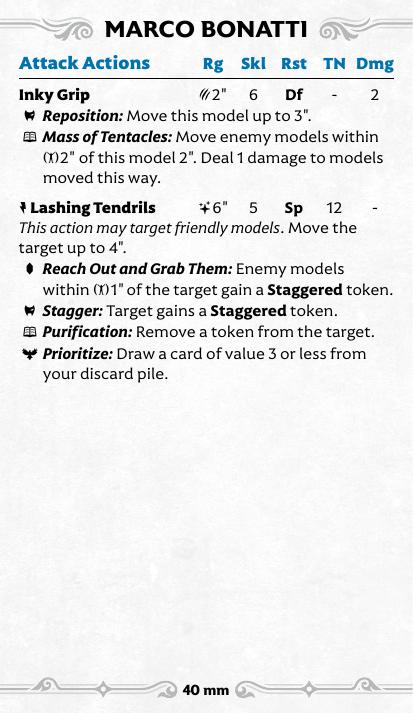 MARCO BONATTI
Attack Actions Rg Skl Rst TN Dmg
Inky Grip 2" 6 Df - 2
Reposition: Move this model up to 3".
Mass of Tentacles: Move enemy models within
2" of this model 2". Deal 1 damage to models
moved this way.
Lashing Tendrils 6" 5 Sp 12 -
This action may target friendly models. Move the
target up to 4".
Reach Out and Grab Them: Enemy models
within 1" of the target gain a Staggered token.
Stagger: Target gains a Staggered token.
Purification: Remove a token from the target.
Prioritize: Draw a card of value 3 or less from
your discard pile.
40 mm